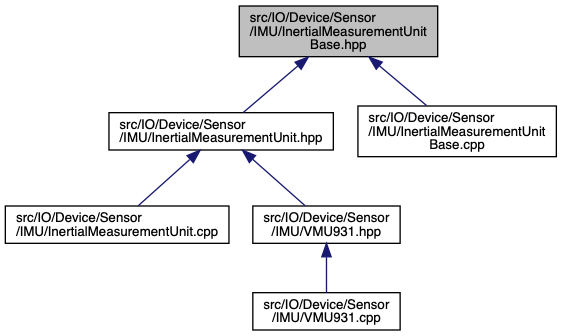 src/IO/Device/Sensor
/IMU/InertialMeasurementUnit
Base.hpp
src/IO/Device/Sensor
/IMU/InertialMeasurementUnit.hpp
src/IO/Device/Sensor
/IMU/InertialMeasurementUnit
Base.cpp
src/IO/Device/Sensor
/IMU/InertialMeasurementUnit.cpp
src/IO/Device/Sensor
/IMU/VMU931.hpp
src/IO/Device/Sensor
/IMU/VMU931.cpp